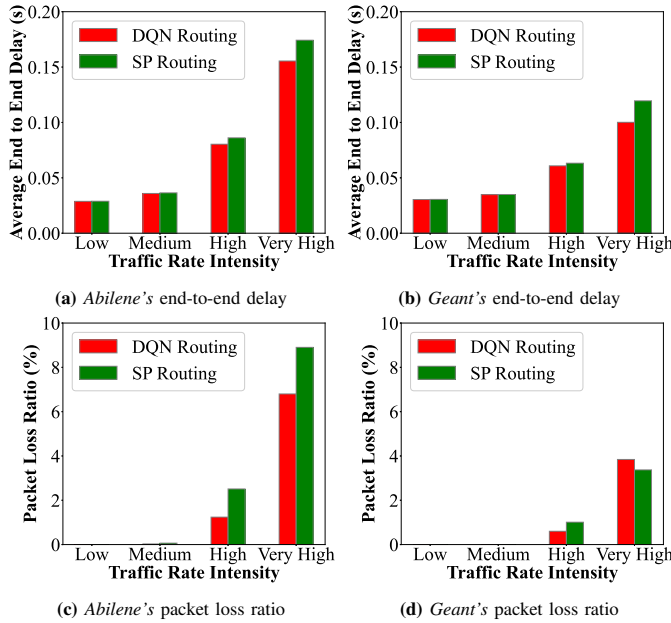 Average End to End Delay (s)
0.20
0.15
0.10
0.05
0.00
DQN Routing
SP Routing
Low Medium High Very High
Traffic Rate Intensity
(a) Abilene's end-to-end delay
Average End to End Delay (s)
0.20
0.15
0.10
0.05
0.00
DQN Routing
SP Routing
Low Medium High Very High
Traffic Rate Intensity
(b) Geant's end-to-end delay
Packet Loss Ratio (%)
10
8
6
4
2
0
DQN Routing
SP Routing
Low Medium High Very High
Traffic Rate Intensity
(c) Abilene's packet loss ratio
Packet Loss Ratio (%)
10
8
6
4
2
0
DQN Routing
SP Routing
Low Medium High Very High
Traffic Rate Intensity
(d) Geant's packet loss ratio